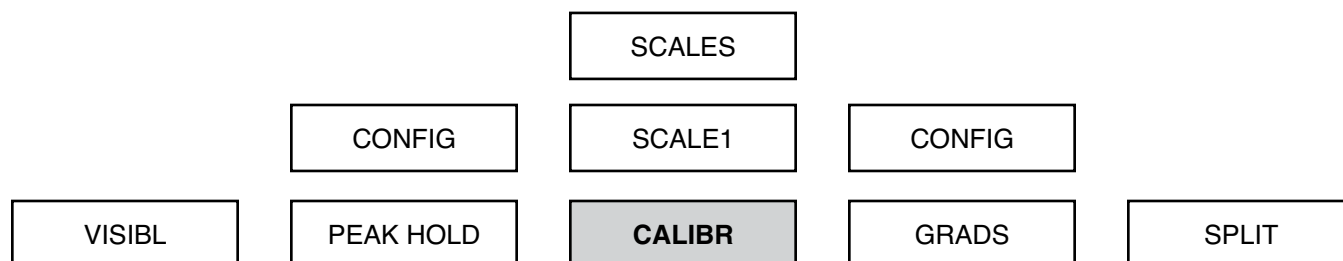 SCALES
CONFIG SCALE1 CONFIG
VISIBL PEAK HOLD CALIBR GRADS SPLIT